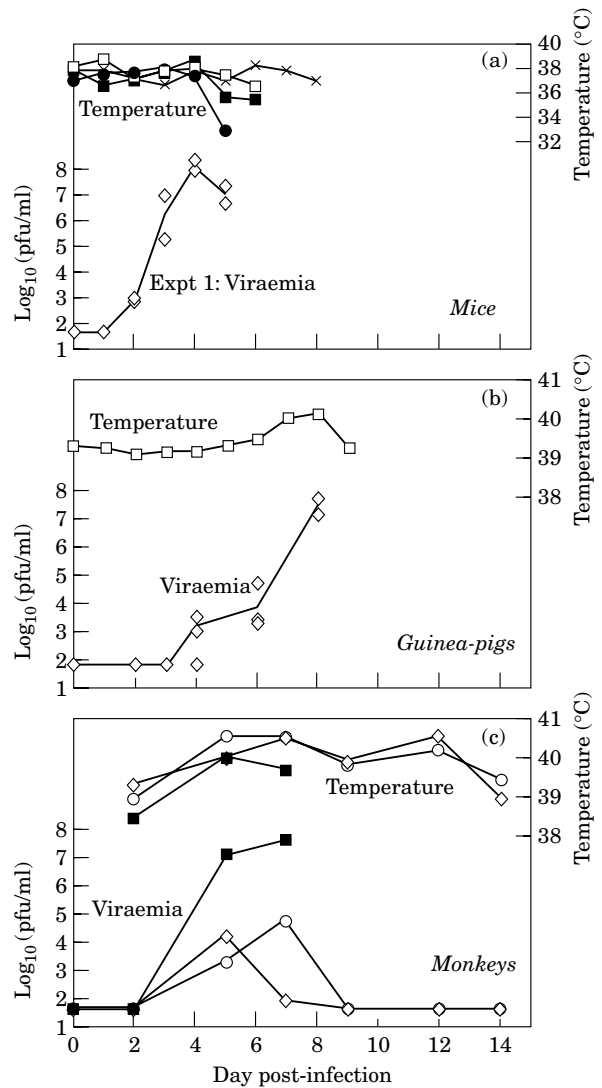 (a)
40
38
36
34
32
Temperature (°C)
Temperature
8
7
6
5
4
3
2
1
Log10 (pfu/ml)
Expt 1: Viraemia
Mice
(b)
41
40
39
38
Temperature (°C)
Temperature
8
7
6
5
4
3
2
1
Log10 (pfu/ml)
Viraemia
Guinea-pigs
(c)
41
40
39
38
Temperature (°C)
Temperature
8
7
6
5
4
3
2
1
Log10 (pfu/ml)
Viraemia
Monkeys
0 2 4 6 8 10 12 14
Day post-infection